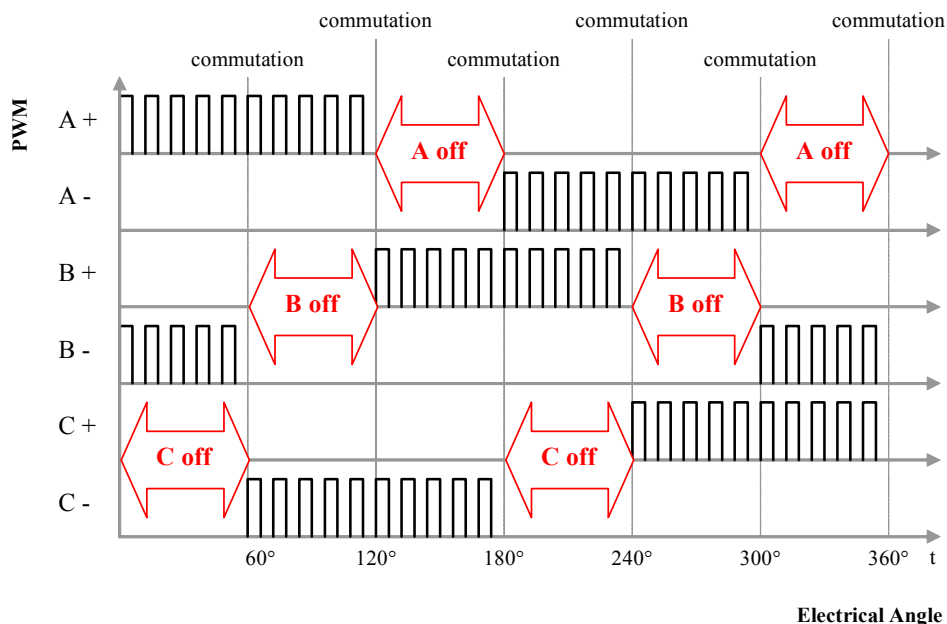 commutation commutation commutation commutation
commutation commutation commutation
PWM
A +
A off A off
A -
B +
B off B off
B -
C +
C off C off
C -
60° 120° 180° 240° 300° 360° t
Electrical Angle